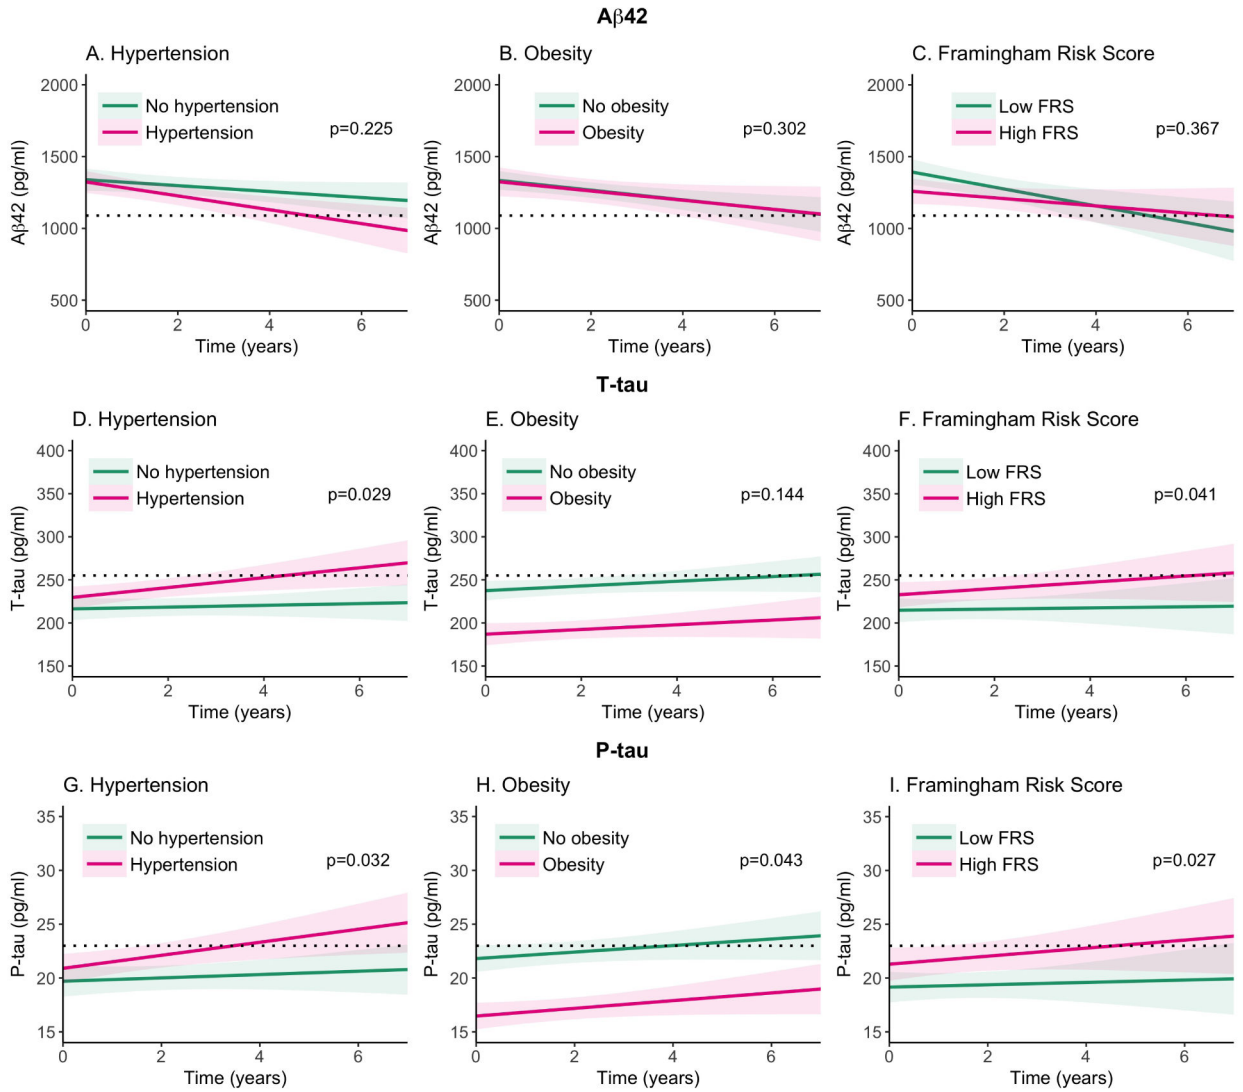 Aβ42
A. Hypertension
2000
1500
1000
500
Aβ42 (pg/ml)
No hypertension
Hypertension
p=0.225
0 2 4 6
Time (years)
B. Obesity
2000
1500
1000
500
Aβ42 (pg/ml)
No obesity
Obesity
p=0.302
0 2 4 6
Time (years)
C. Framingham Risk Score
2000
1500
1000
500
Aβ42 (pg/ml)
Low FRS
High FRS
p=0.367
0 2 4 6
Time (years)
T-tau
D. Hypertension
400
350
300
250
200
150
T-tau (pg/ml)
No hypertension
Hypertension
p=0.029
0 2 4 6
Time (years)
E. Obesity
400
350
300
250
200
150
T-tau (pg/ml)
No obesity
Obesity
p=0.144
0 2 4 6
Time (years)
F. Framingham Risk Score
400
350
300
250
200
150
T-tau (pg/ml)
Low FRS
High FRS
p=0.041
0 2 4 6
Time (years)
P-tau
G. Hypertension
35
30
25
20
15
P-tau (pg/ml)
No hypertension
Hypertension
p=0.032
0 2 4 6
Time (years)
H. Obesity
35
30
25
20
15
P-tau (pg/ml)
No obesity
Obesity
p=0.043
0 2 4 6
Time (years)
I. Framingham Risk Score
35
30
25
20
15
P-tau (pg/ml)
Low FRS
High FRS
p=0.027
0 2 4 6
Time (years)